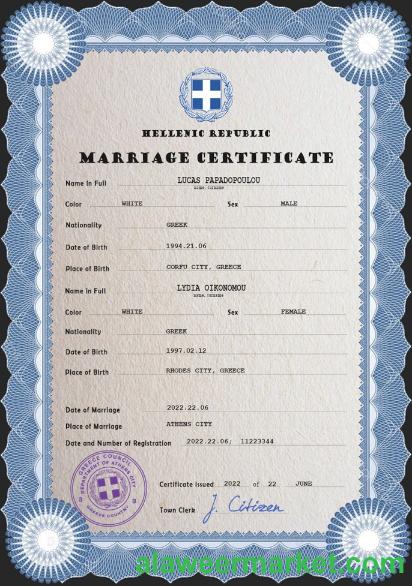 HELLENIC REPUBLIC
MARRIAGE CERTIFICATE
Name In Full LUCAS PAPADOPOULOU
Color WHITE Sex MALE
Nationality GREEK
Date of Birth 1994.21.06
Place of Birth CORFU CITY, GREECE
Name In Full LYDIA OIKONOMOU
Color WHITE Sex FEMALE
Nationality GREEK
Date of Birth 1997.02.12
Place of Birth RHODES CITY, GREECE
Date of Marriage 2022.22.06
Place of Marriage ATHENS CITY
Date and Number of Registration 2022.22.06; 11223344
Certificate issued 2022 of 22 JUNE
Town Clerk J. Citizen
GREECE COUNCIL CITY
DEPARTMENT OF ATHENS
alaweermarket.com